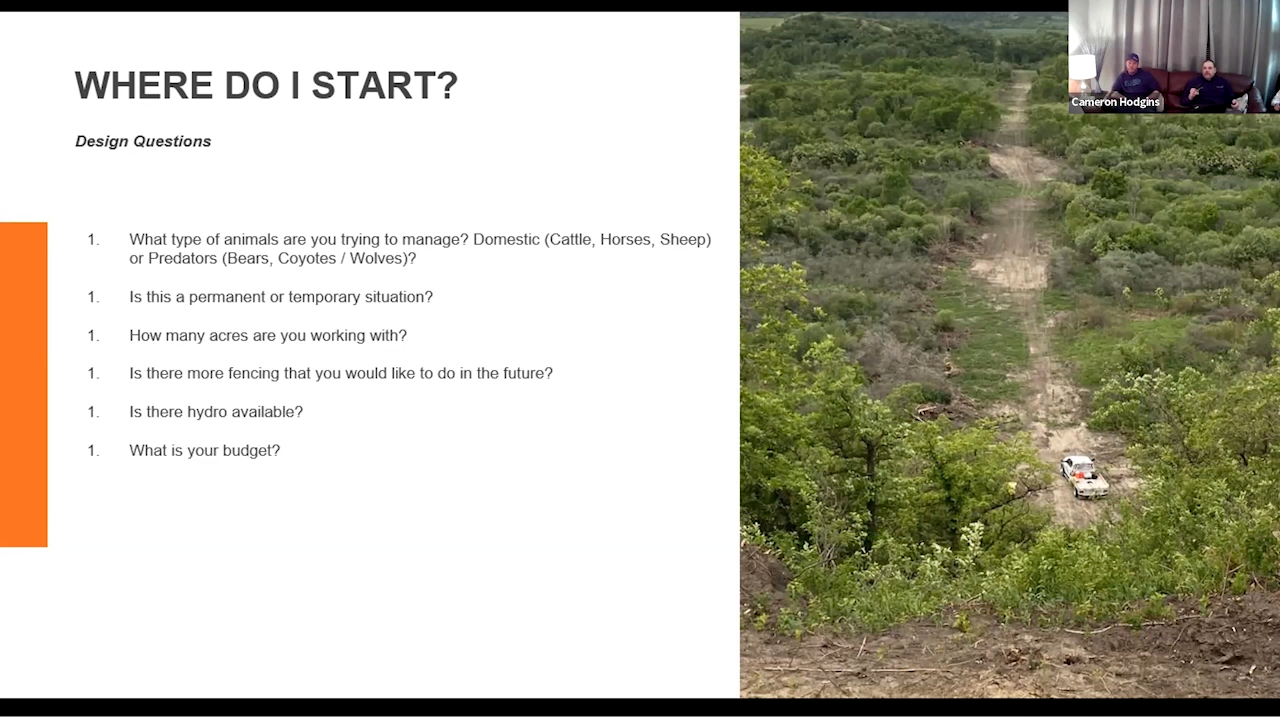 WHERE DO I START?
Design Questions
1. What type of animals are you trying to manage? Domestic (Cattle, Horses, Sheep)
or Predators (Bears, Coyotes / Wolves)?
1. Is this a permanent or temporary situation?
1. How many acres are you working with?
1. Is there more fencing that you would like to do in the future?
1. Is there hydro available?
1. What is your budget?
Cameron Hodgins